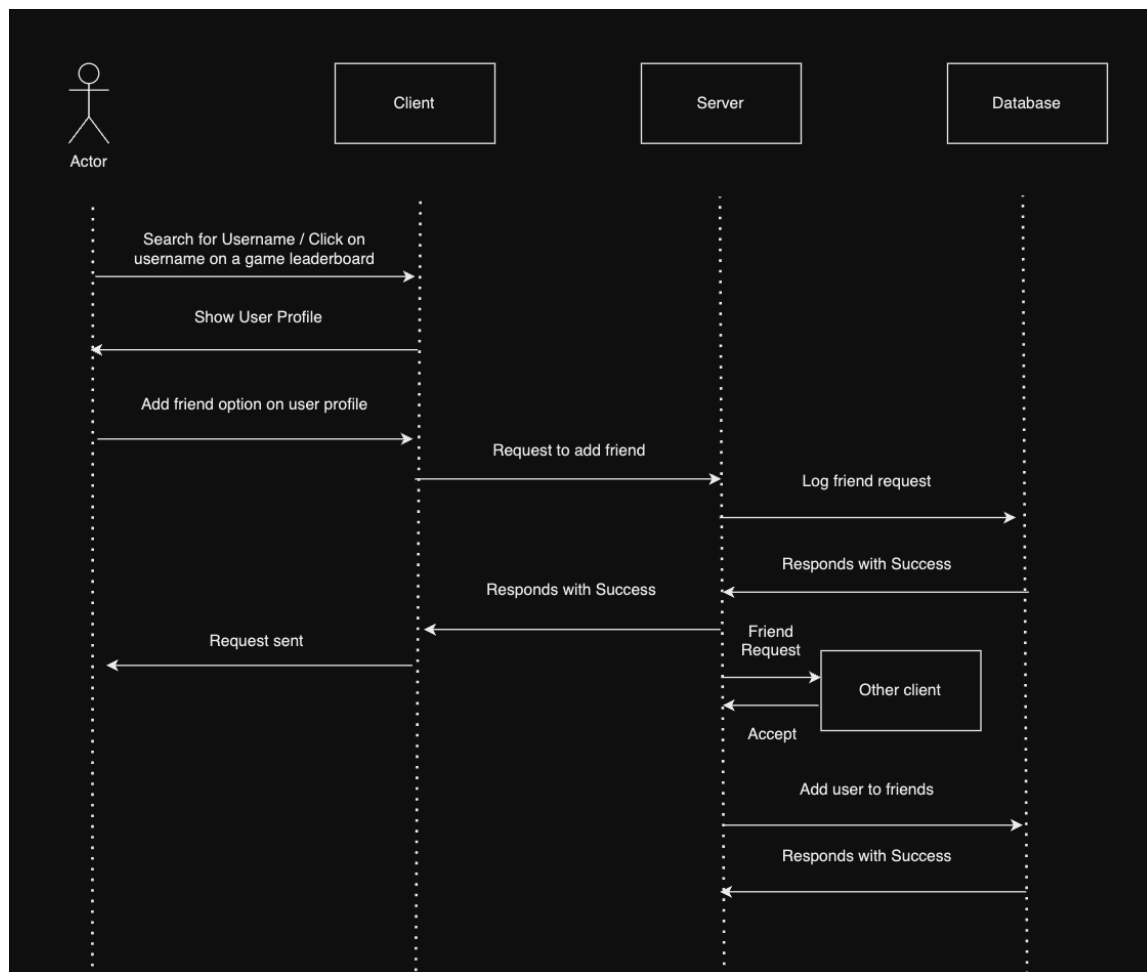 Client
Server
Database
Actor
Search for Username / Click on
username on a game leaderboard
Show User Profile
Add friend option on user profile
Request to add friend
Log friend request
Responds with Success
Responds with Success
Request sent
Friend
Request
Other client
Accept
Add user to friends
Responds with Success